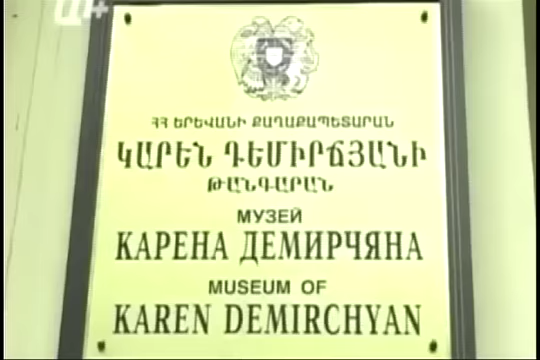 ՀՀ ԵՐԵՎԱՆԻ ՔԱՂԱՔԱՊԵՏԱՐԱՆ
ԿԱՐԵՆ ԴԵՄԻՐՃՅԱՆԻ
ԹԱՆԳԱՐԱՆ
МУЗЕЙ
КАРЕНА ДЕМИРЧЯНА
MUSEUM OF
KAREN DEMIRCHYAN